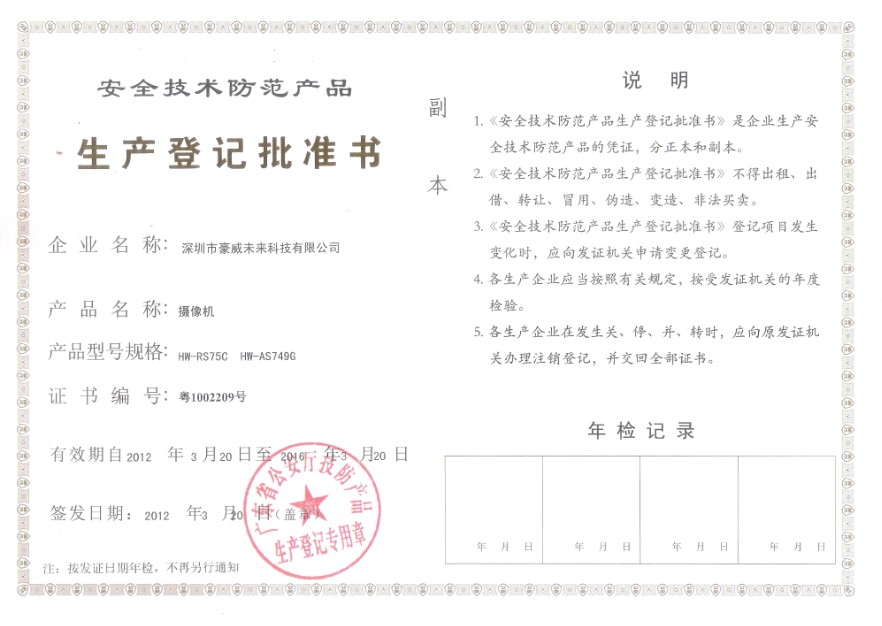 安全技术防范产品
生产登记批准书
企业名称: 深圳市豪威未来科技有限公司
产品名称: 摄像机
产品型号规格: HW-RS75C HW-AS749G
证书编号: 粤1002209号
有效期自2012 年 3 月20 日至 2016 年3 月20 日
签发日期: 2012 年3 月20 日(盖章)
广东省公安厅技防产品
生产登记专用章
注: 按发证日期年检, 不再另行通知
副
本
说 明
1.《安全技术防范产品生产登记批准书》是企业生产安
全技术防范产品的凭证, 分正本和副本。
2.《安全技术防范产品生产登记批准书》不得出租、出
借、转让、冒用、伪造、变造、非法买卖。
3.《安全技术防范产品生产登记批准书》登记项目发生
变化时, 应向发证机关申请变更登记。
4.各生产企业应当按照有关规定, 按受发证机关的年度
检验。
5.各生产企业在发生关、停、并、转时, 应向原发证机
关办理注销登记, 并交回全部证书。
年检记录
年 月 日 年 月 日 年 月 日 年 月 日